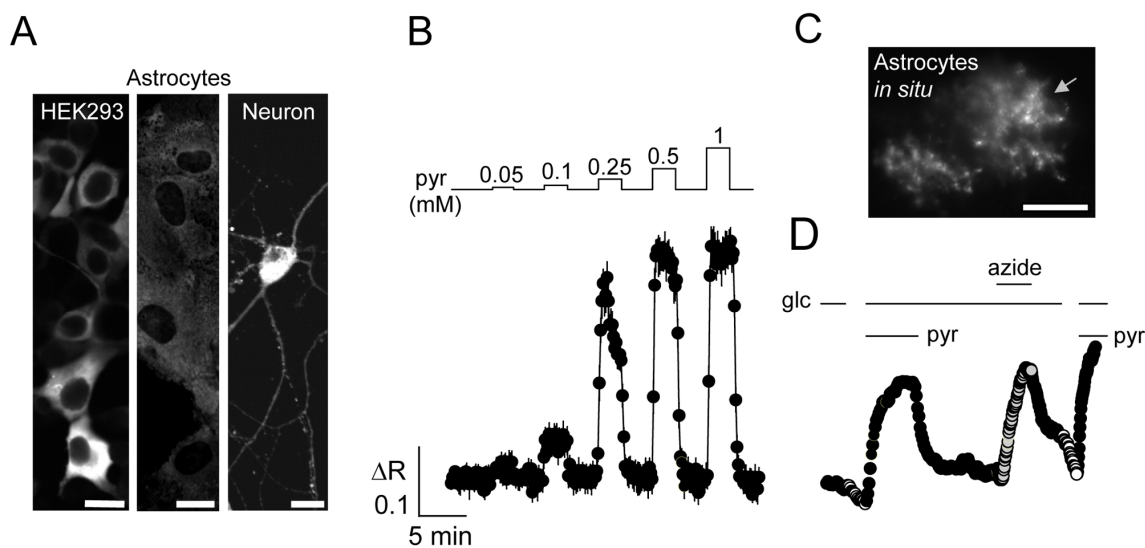 A
Astrocytes
HEK293
Neuron
B
pyr
(mM)
0.05
0.1
0.25
0.5
1
ΔR
0.1
5 min
C
Astrocytes
in situ
D
azide
glc
pyr
pyr